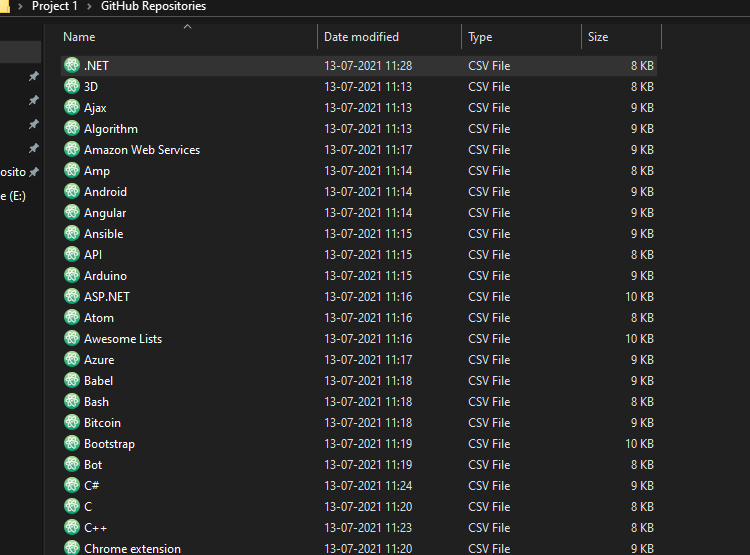 Project 1 > GitHub Repositories
Name Date modified Type Size
.NET 13-07-2021 11:28 CSV File 8 KB
3D 13-07-2021 11:13 CSV File 8 KB
Ajax 13-07-2021 11:13 CSV File 9 KB
Algorithm 13-07-2021 11:13 CSV File 9 KB
Amazon Web Services 13-07-2021 11:17 CSV File 9 KB
Amp 13-07-2021 11:14 CSV File 8 KB
Android 13-07-2021 11:14 CSV File 9 KB
Angular 13-07-2021 11:14 CSV File 9 KB
Ansible 13-07-2021 11:15 CSV File 9 KB
API 13-07-2021 11:15 CSV File 8 KB
Arduino 13-07-2021 11:15 CSV File 9 KB
ASP.NET 13-07-2021 11:16 CSV File 10 KB
Atom 13-07-2021 11:16 CSV File 8 KB
Awesome Lists 13-07-2021 11:16 CSV File 10 KB
Azure 13-07-2021 11:17 CSV File 9 KB
Babel 13-07-2021 11:18 CSV File 9 KB
Bash 13-07-2021 11:18 CSV File 8 KB
Bitcoin 13-07-2021 11:18 CSV File 9 KB
Bootstrap 13-07-2021 11:19 CSV File 10 KB
Bot 13-07-2021 11:19 CSV File 8 KB
C# 13-07-2021 11:24 CSV File 9 KB
C 13-07-2021 11:20 CSV File 8 KB
C++ 13-07-2021 11:23 CSV File 8 KB
Chrome extension 13-07-2021 11:20 CSV File 9 KB
osito
e (E:)